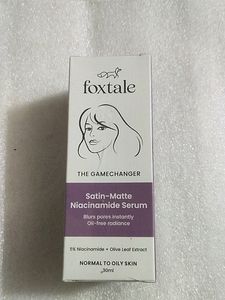 foxtale
THE GAMECHANGER
Satin-Matte
Niacinamide Serum
Blurs pores instantly
Oil-free radiance
5% Niacinamide + Olive Leaf Extract
NORMAL TO OILY SKIN
30ml